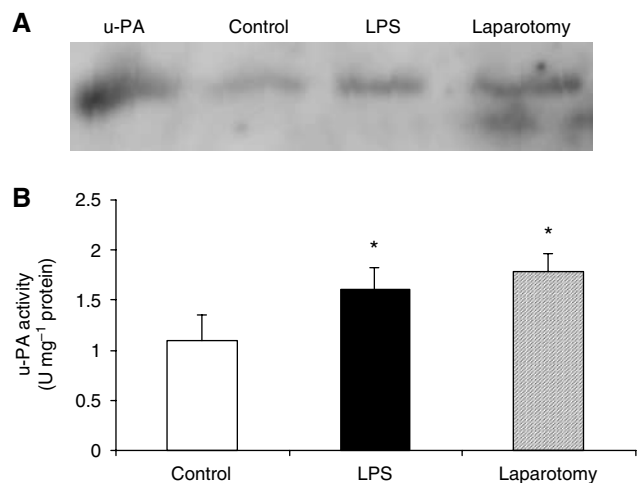 A
u-PA Control LPS Laparotomy
B
u-PA activity
(U mg⁻¹ protein)
2.5
2
1.5
1
0.5
0
* *
Control LPS Laparotomy